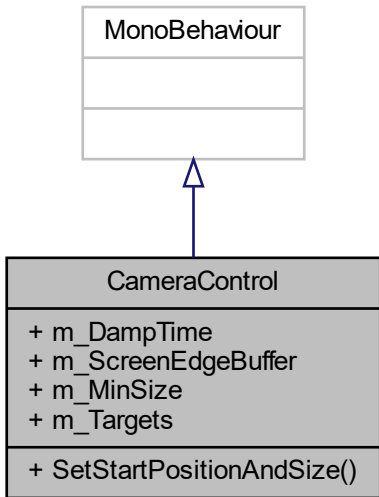 MonoBehaviour
CameraControl
+ m_DampTime
+ m_ScreenEdgeBuffer
+ m_MinSize
+ m_Targets
+ SetStartPositionAndSize()